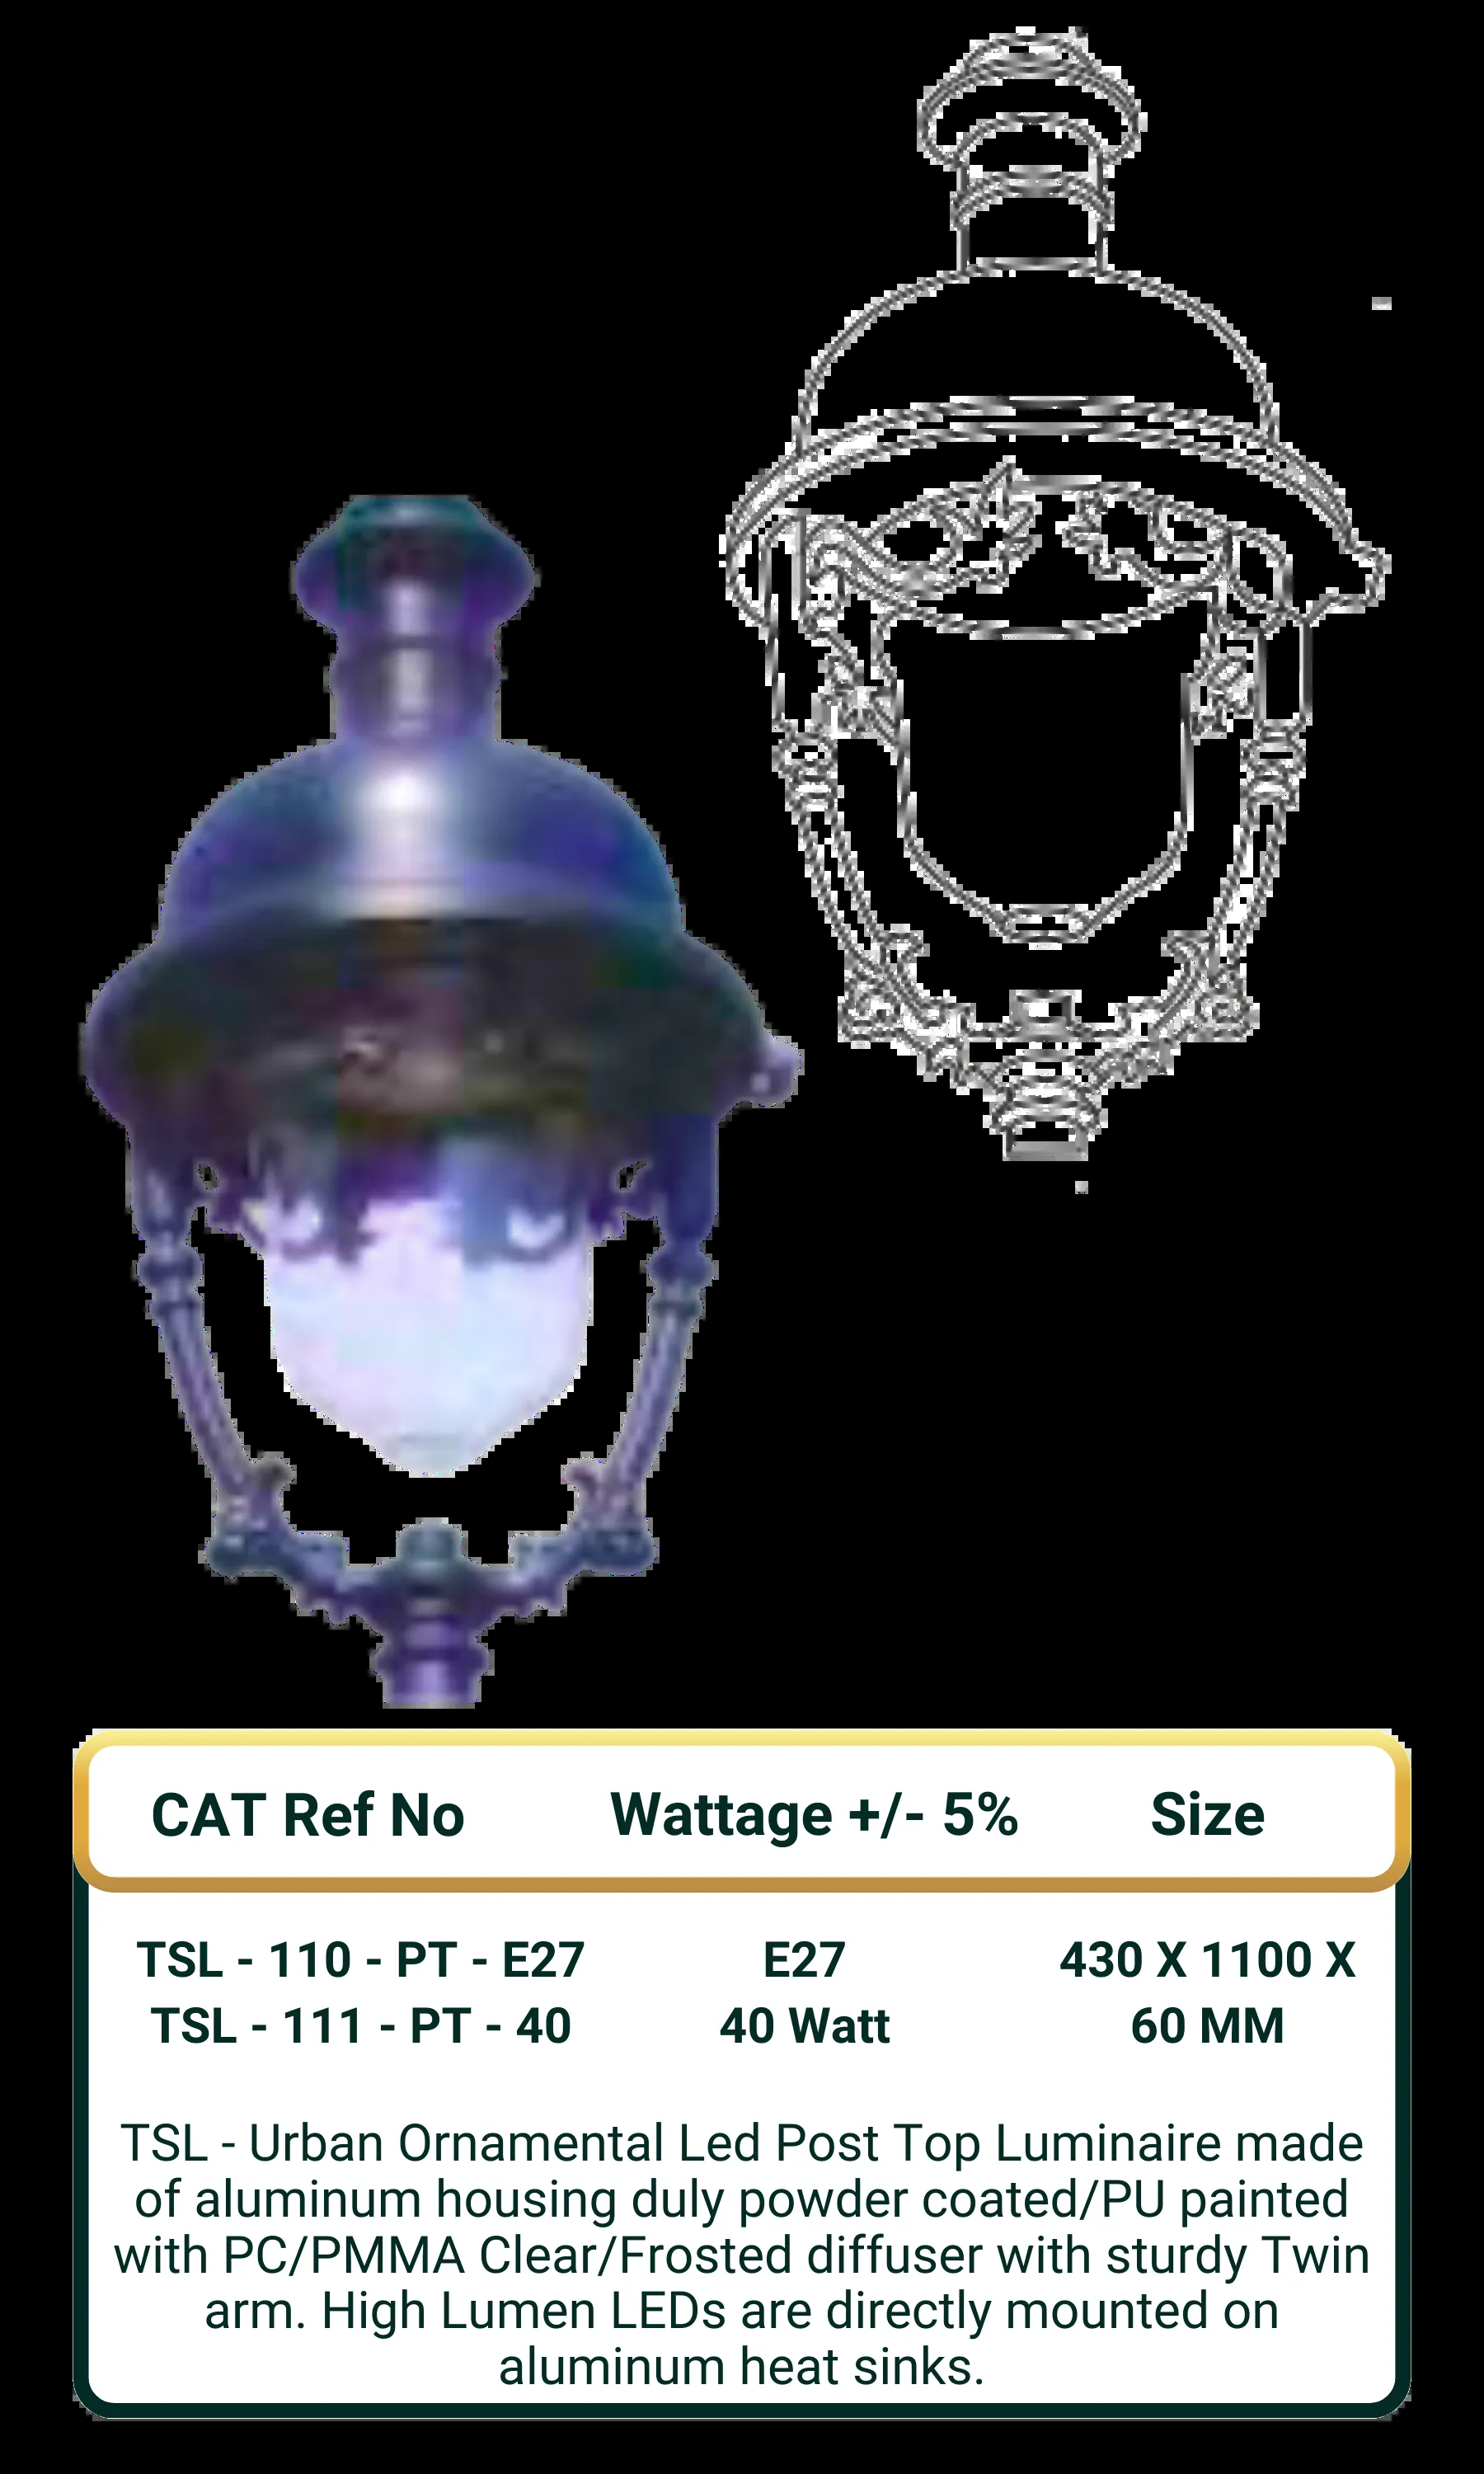 CAT Ref No Wattage +/- 5% Size
TSL - 110 - PT - E27 E27 430 X 1100 X
TSL - 111 - PT - 40 40 Watt 60 MM
TSL - Urban Ornamental Led Post Top Luminaire made
of aluminum housing duly powder coated/PU painted
with PC/PMMA Clear/Frosted diffuser with sturdy Twin
arm. High Lumen LEDs are directly mounted on
aluminum heat sinks.